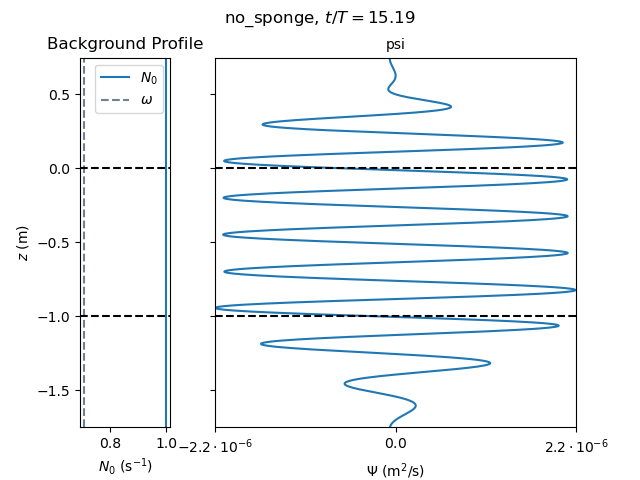 no_sponge, t/T = 15.19
Background Profile
psi
N₀
ω
0.5
0.0
−0.5
−1.0
−1.5
z (m)
0.8 1.0
N₀ (s⁻¹)
−2.2 · 10⁻⁶ 0.0 2.2 · 10⁻⁶
Ψ (m²/s)